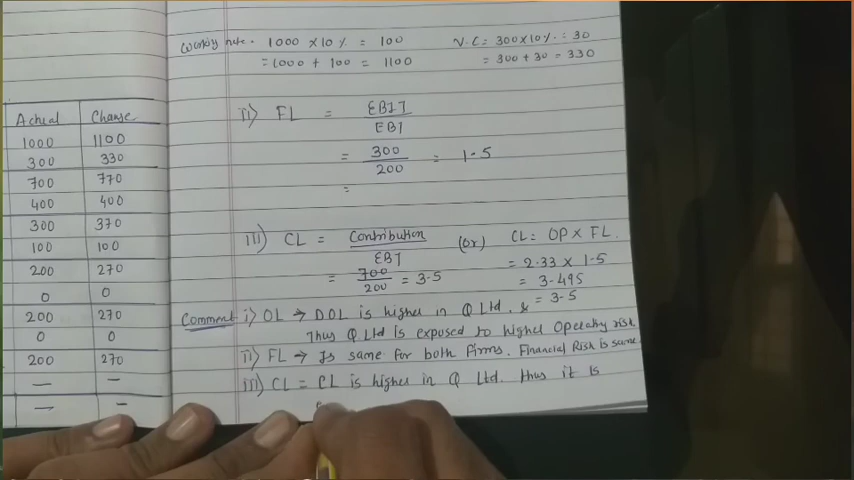 Actual Change
1000 1100
300 330
700 770
400 400
300 370
100 100
200 270
0 0
200 270
0 0
200 270
— —
— —
1000 × 10 % = 100
= 1000 + 100 = 1100
V.C = 300 × 10 % = 30
= 300 + 30 = 330
ii) FL = EBIT
EBT
= 300
200
= 1.5
=
iii) CL = Contribution
EBT
= 700
200
= 3.5
(or) CL = OP × FL.
= 2.33 × 1.5
= 3.495
= 3.5
Comment i) OL → DOL is higher in Q Ltd. &
Thus Q Ltd is exposed to higher Operating risk
ii) FL → Is same for both Firms. Financial Risk is same.
iii) CL = CL is higher in Q Ltd. thus it is